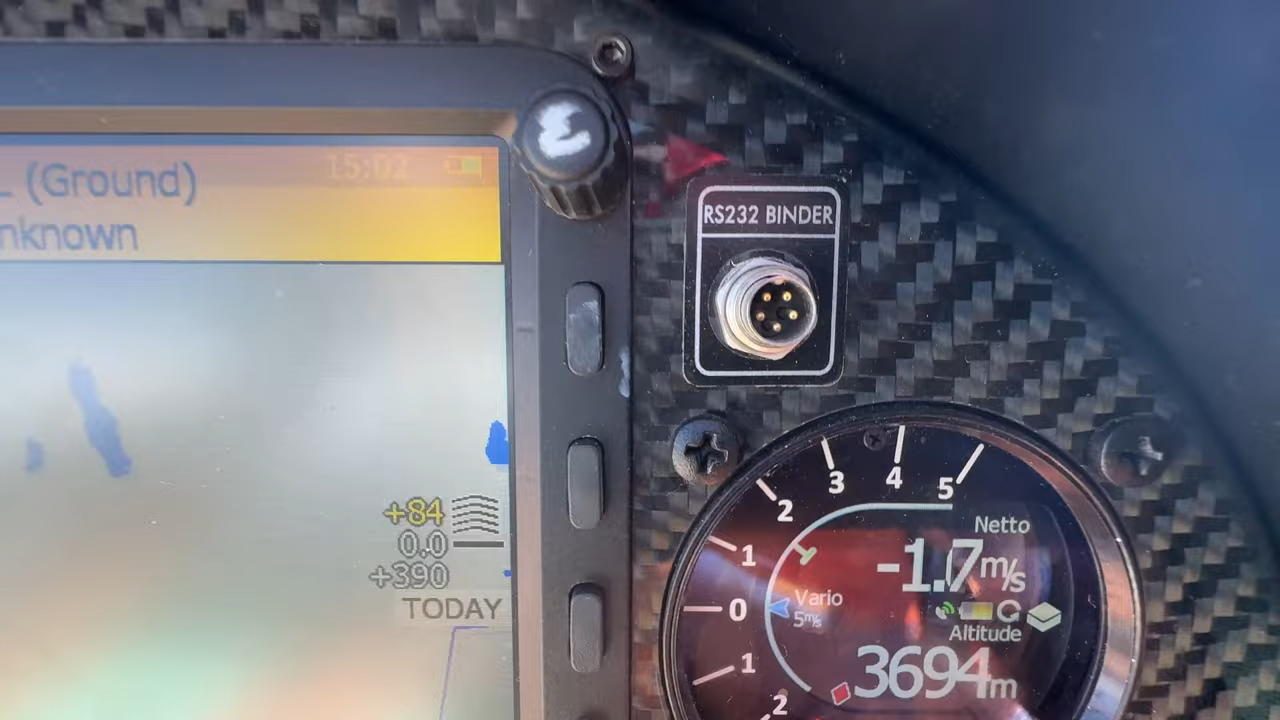 (Ground)
15:02
nknown
RS232 BINDER
+84
0.0
+390
TODAY
3
4
5
2
1
0
1
2
Netto
-1.7m/s
Vario
5m/s
Altitude
3694m